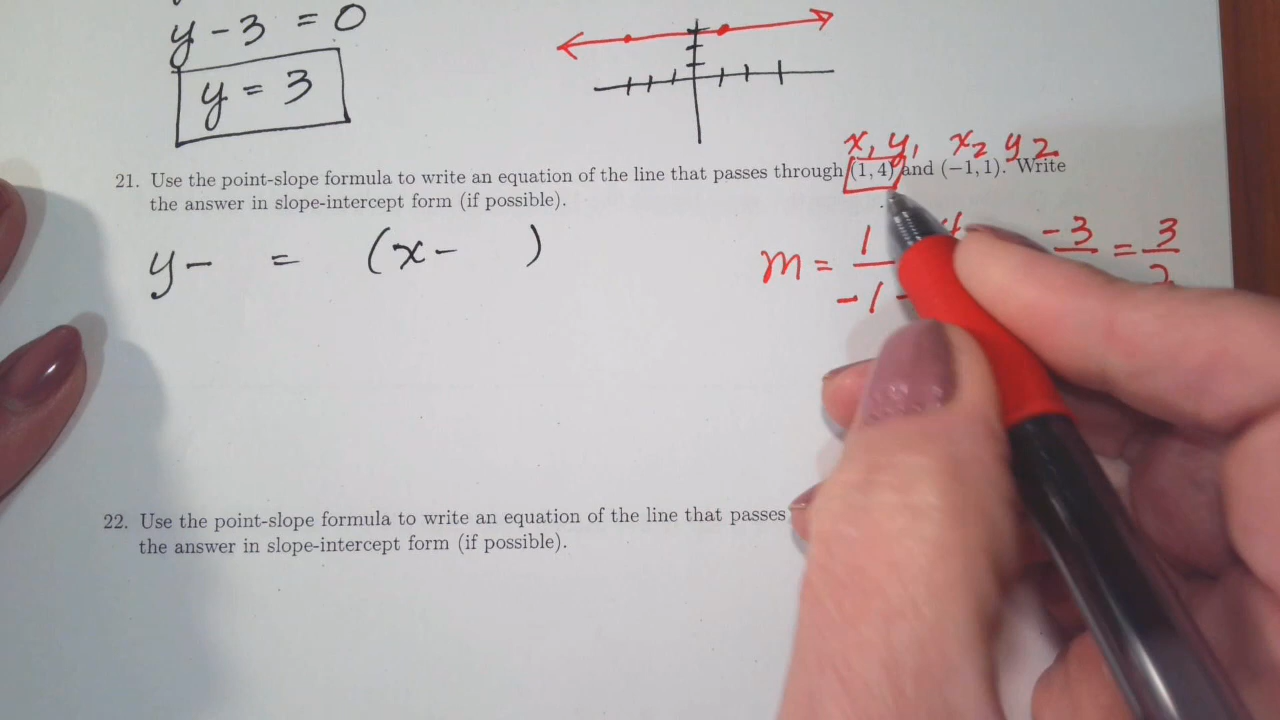 y - 3 = 0
y = 3
x₁ y₁ x₂ y₂
21. Use the point-slope formula to write an equation of the line that passes through (1, 4) and (−1, 1). Write
the answer in slope-intercept form (if possible).
y - = (x - )
m = 1 4 -3 = 3
-1 - 2
22. Use the point-slope formula to write an equation of the line that passes
the answer in slope-intercept form (if possible).